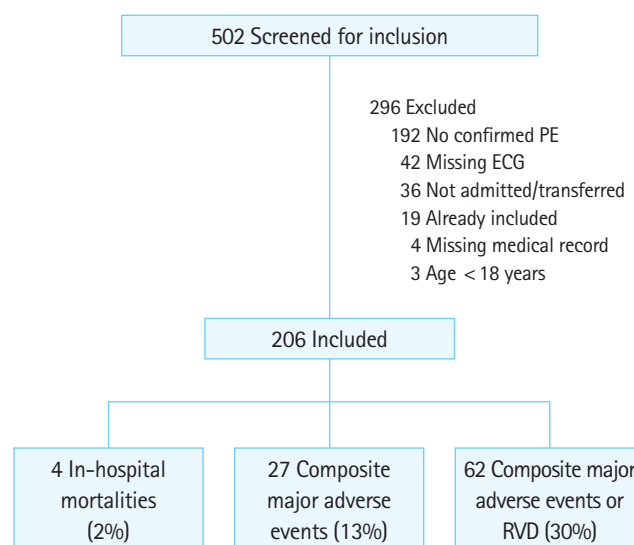 502 Screened for inclusion
296 Excluded
192 No confirmed PE
42 Missing ECG
36 Not admitted/transferred
19 Already included
4 Missing medical record
3 Age < 18 years
206 Included
4 In-hospital
mortalities
(2%)
27 Composite
major adverse
events (13%)
62 Composite major
adverse events or
RVD (30%)